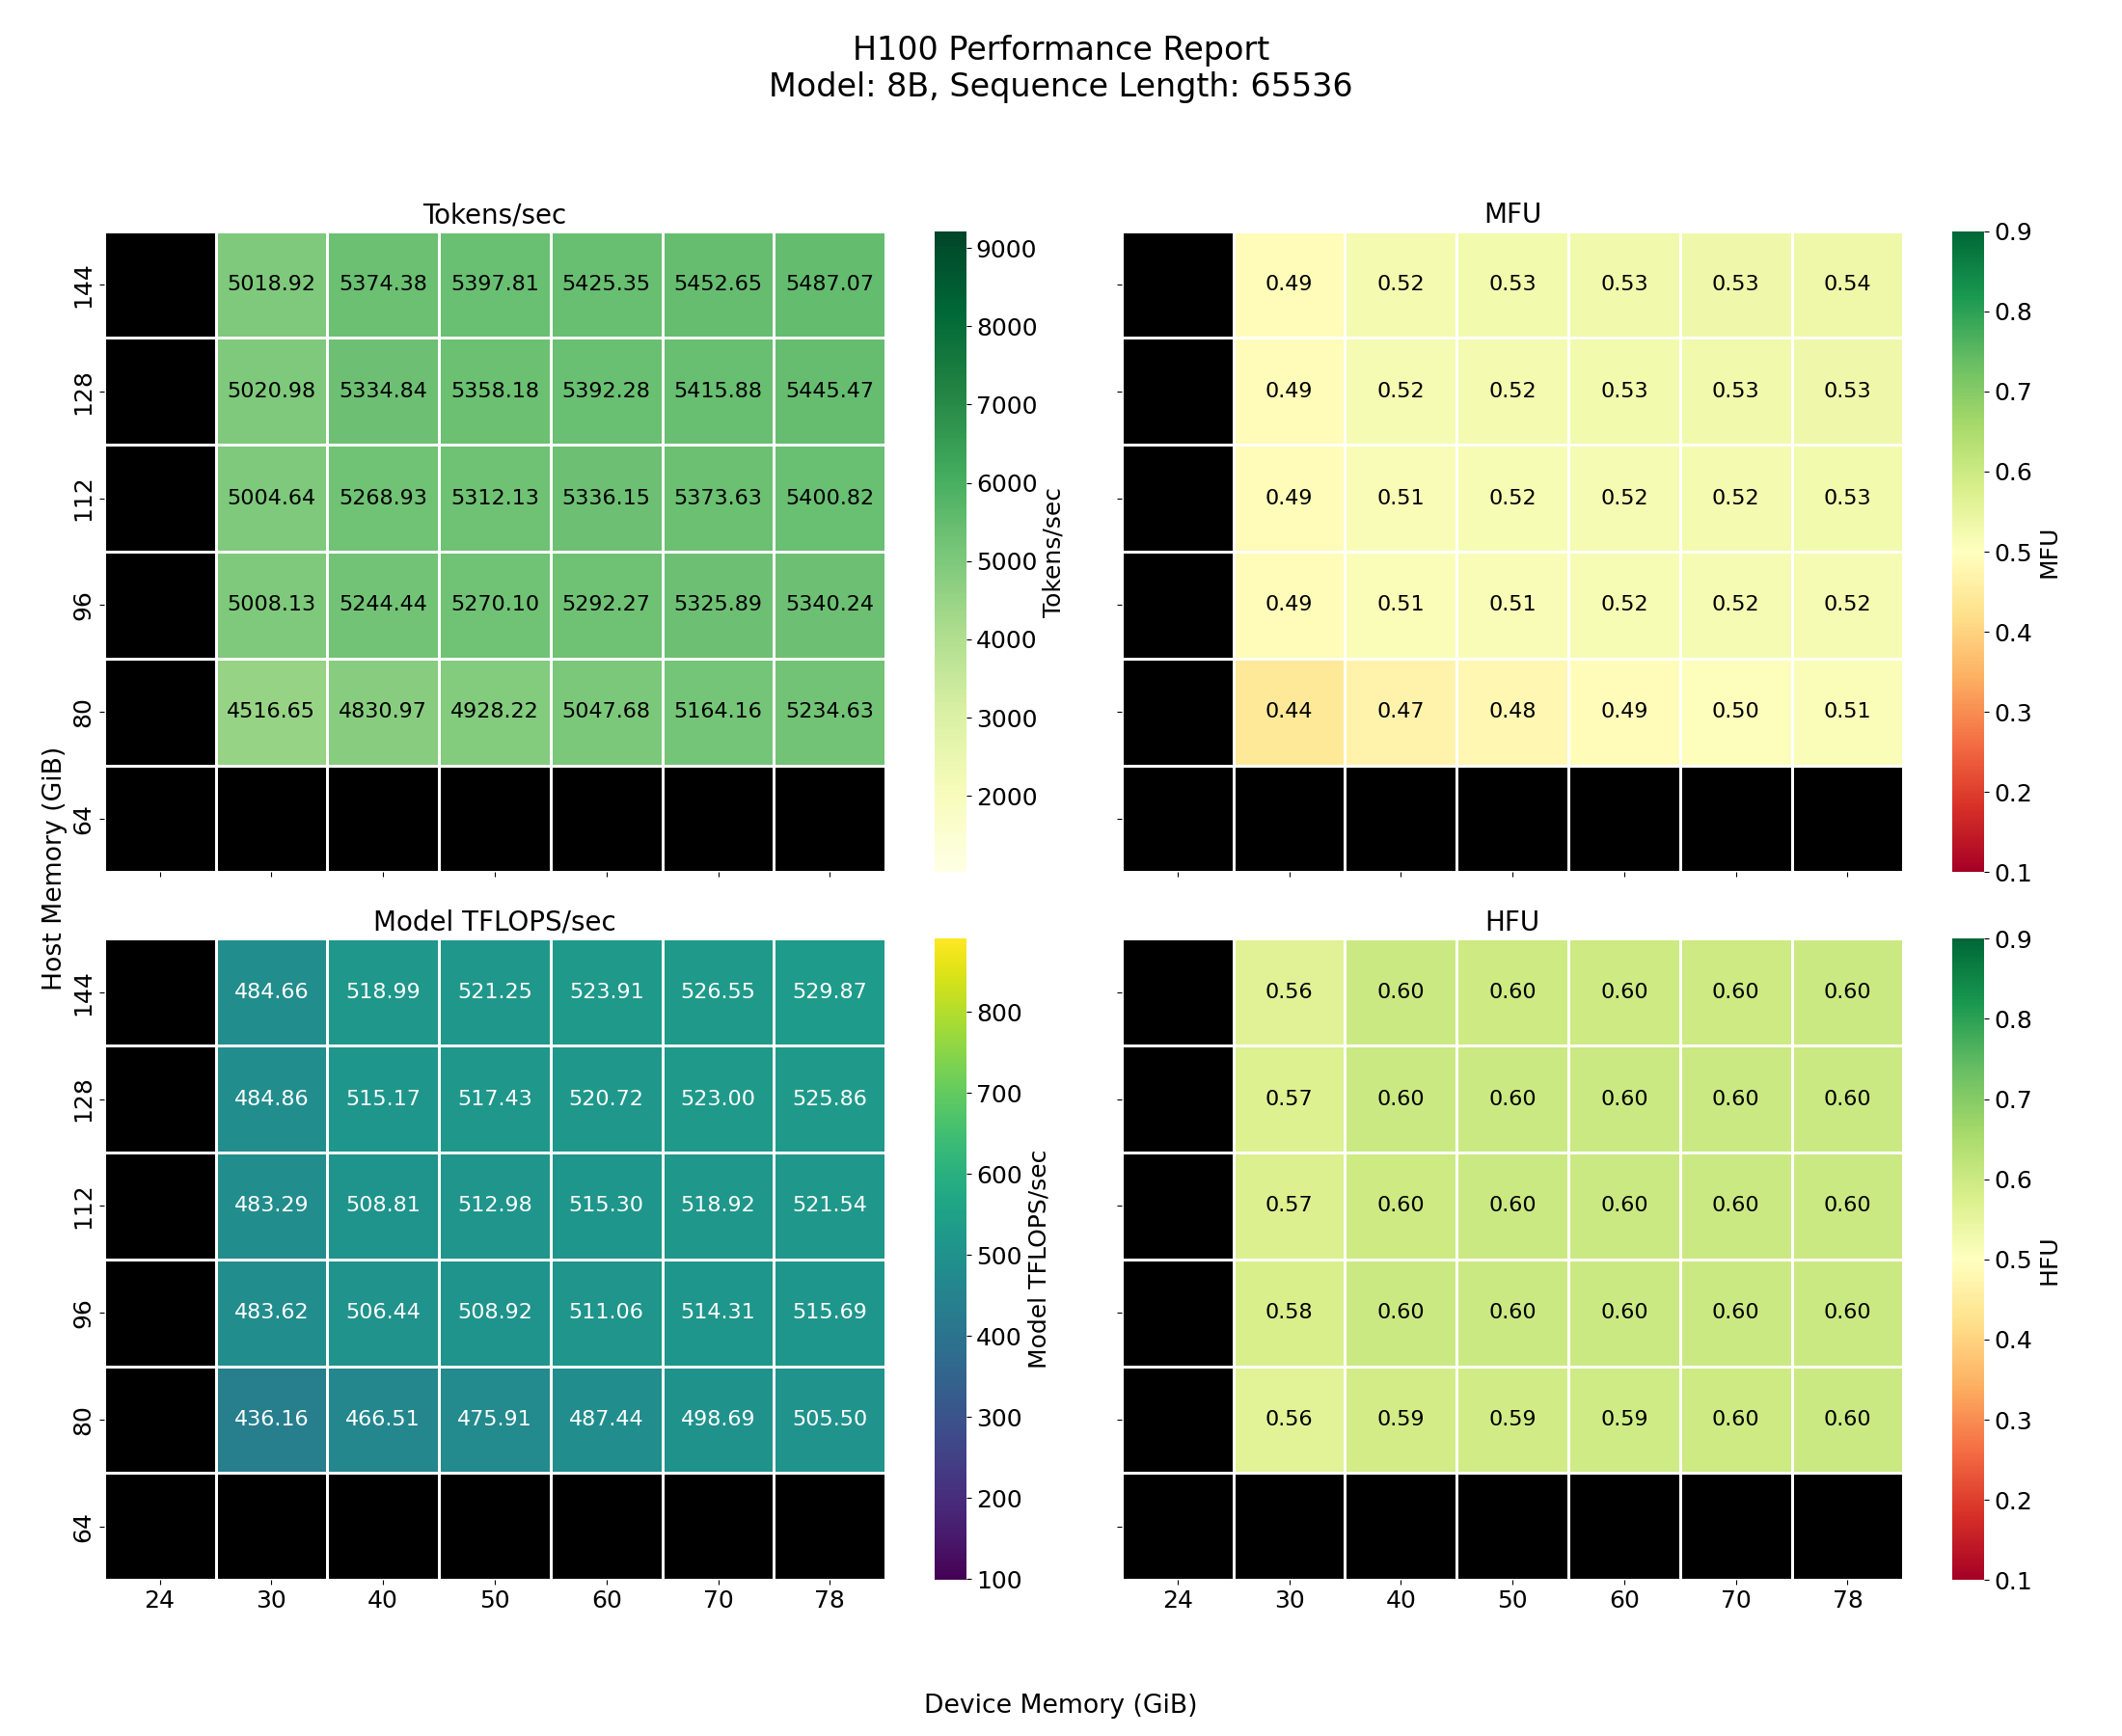 H100 Performance Report
Model: 8B, Sequence Length: 65536
Tokens/sec
144 5018.92 5374.38 5397.81 5425.35 5452.65 5487.07
128 5020.98 5334.84 5358.18 5392.28 5415.88 5445.47
112 5004.64 5268.93 5312.13 5336.15 5373.63 5400.82
96 5008.13 5244.44 5270.10 5292.27 5325.89 5340.24
80 4516.65 4830.97 4928.22 5047.68 5164.16 5234.63
64
9000
8000
7000
6000
5000
4000
3000
2000
Tokens/sec
MFU
0.49 0.52 0.53 0.53 0.53 0.54
0.49 0.52 0.52 0.53 0.53 0.53
0.49 0.51 0.52 0.52 0.52 0.53
0.49 0.51 0.51 0.52 0.52 0.52
0.44 0.47 0.48 0.49 0.50 0.51
0.9
0.8
0.7
0.6
0.5
0.4
0.3
0.2
0.1
MFU
Host Memory (GiB)
Model TFLOPS/sec
144 484.66 518.99 521.25 523.91 526.55 529.87
128 484.86 515.17 517.43 520.72 523.00 525.86
112 483.29 508.81 512.98 515.30 518.92 521.54
96 483.62 506.44 508.92 511.06 514.31 515.69
80 436.16 466.51 475.91 487.44 498.69 505.50
64
24 30 40 50 60 70 78
800
700
600
500
400
300
200
100
Model TFLOPS/sec
HFU
0.56 0.60 0.60 0.60 0.60 0.60
0.57 0.60 0.60 0.60 0.60 0.60
0.57 0.60 0.60 0.60 0.60 0.60
0.58 0.60 0.60 0.60 0.60 0.60
0.56 0.59 0.59 0.59 0.60 0.60
24 30 40 50 60 70 78
0.9
0.8
0.7
0.6
0.5
0.4
0.3
0.2
0.1
HFU
Device Memory (GiB)